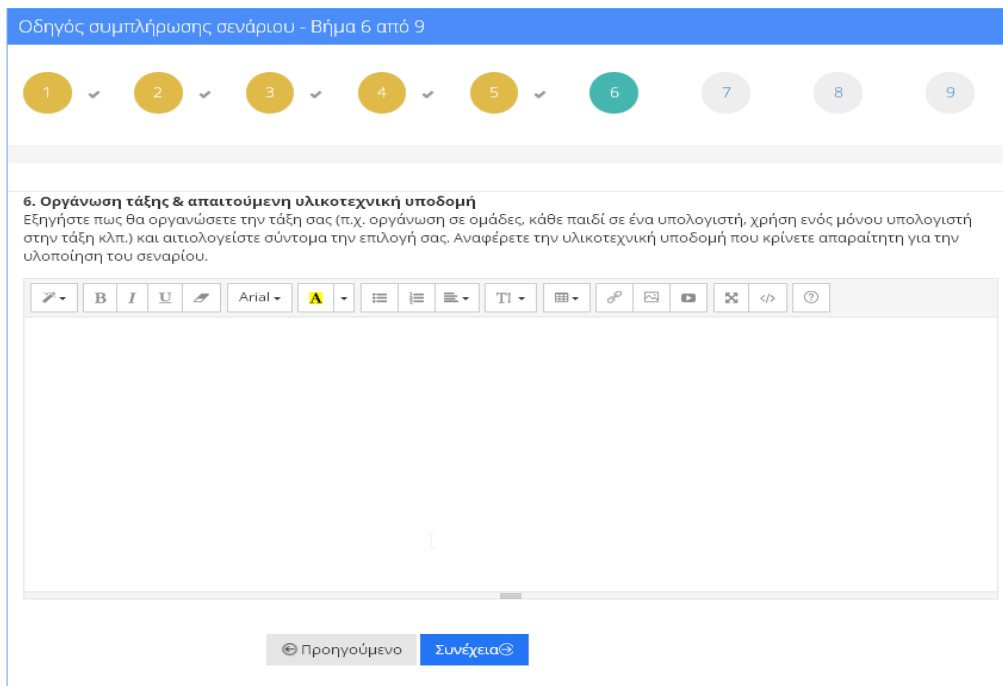 Οδηγός συμπλήρωσης σενάριου - Βήμα 6 από 9
1 2 3 4 5 6 7 8 9
6. Οργάνωση τάξης & απαιτούμενη υλικοτεχνική υποδομή
Εξηγήστε πως θα οργανώσετε την τάξη σας (π.χ. οργάνωση σε ομάδες, κάθε παιδί σε ένα υπολογιστή, χρήση ενός μόνου υπολογιστή
στην τάξη κλπ.) και αιτιολογείστε σύντομα την επιλογή σας. Αναφέρετε την υλικοτεχνική υποδομή που κρίνετε απαραίτητη για την
υλοποίηση του σεναρίου.
B I U Arial A TI </> ?
Προηγούμενο Συνέχεια